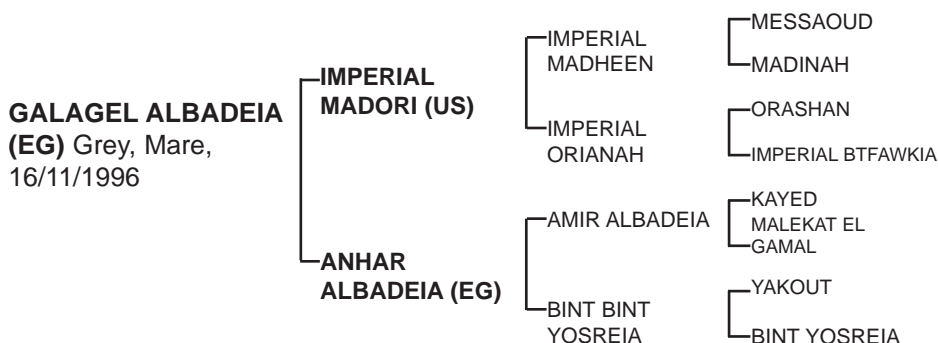 GALAGEL ALBADEIA
(EG) Grey, Mare,
16/11/1996
IMPERIAL
MADORI (US)
ANHAR
ALBADEIA (EG)
IMPERIAL
MADHEEN
IMPERIAL
ORIANAH
AMIR ALBADEIA
BINT BINT
YOSREIA
MESSAOUD
MADINAH
ORASHAN
IMPERIAL BTFAWKIA
KAYED
MALEKAT EL
GAMAL
YAKOUT
BINT YOSREIA